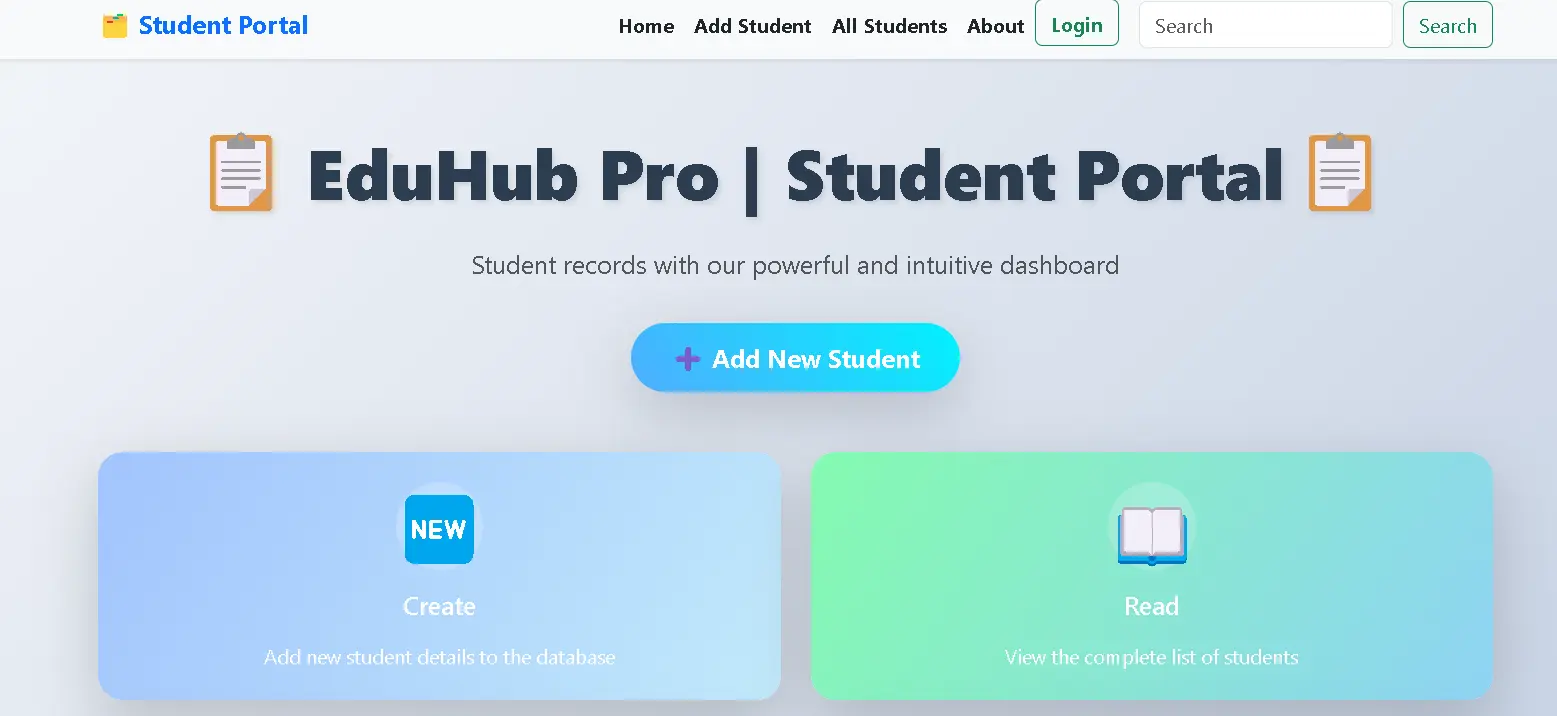 Student Portal Home Add Student All Students About Login Search Search
EduHub Pro | Student Portal
Student records with our powerful and intuitive dashboard
Add New Student
NEW
Create
Add new student details to the database
Read
View the complete list of students